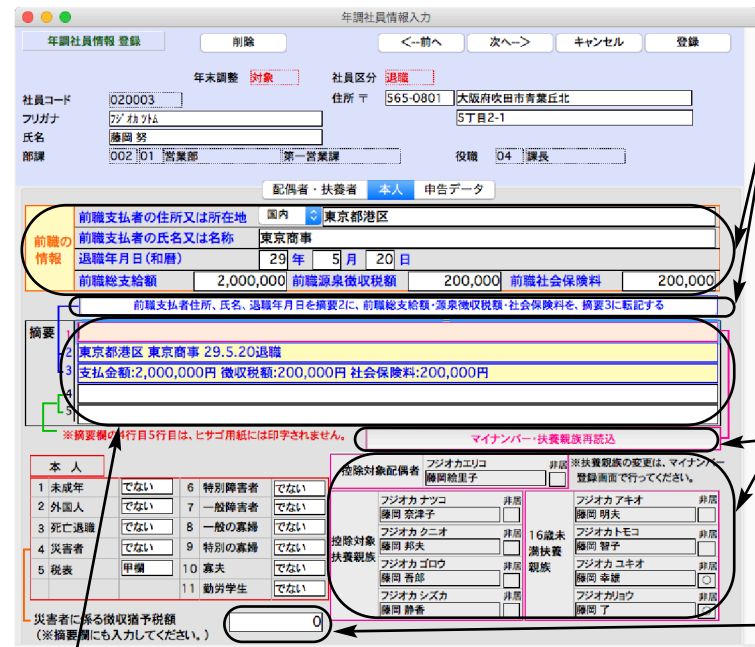 年調社員情報入力
年調社員情報 登録 削除 <--前へ 次へ--> キャンセル 登録
年末調整 対象 社員区分 退職
社員コード 020003 住所 〒 565-0801 大阪府吹田市青葉丘北
フリガナ フジオカ ツトム 5丁目2-1
氏名 藤岡 努
部課 002 01 営業部 第一営業課 役職 04 課長
配偶者・扶養者 本人 申告データ
前職の情報
前職支払者の住所又は所在地 国内 東京都港区
前職支払者の氏名又は名称 東京商事
退職年月日(和暦) 29 年 5 月 20 日
前職総支給額 2,000,000 前職源泉徴収税額 200,000 前職社会保険料 200,000
前職支払者住所、氏名、退職年月日を摘要2に、前職総支給額・源泉徴収税額・社会保険料を、摘要3に転記する
摘要 1
2 東京都港区 東京商事 29.5.20退職
3 支払金額:2,000,000円 徴収税額:200,000円 社会保険料:200,000円
4
5
※摘要欄の4行目5行目は、ヒサゴ用紙には印字されません。 マイナンバー・扶養親族再読込
本 人
1 未成年 でない 6 特別障害者 でない
2 外国人 でない 7 一般障害者 でない
3 死亡退職 でない 8 一般の寡婦 でない
4 災害者 でない 9 特別の寡婦 でない
5 税表 甲欄 10 寡夫 でない
11 勤労学生 でない
災害者に係る徴収猶予税額 0
(※摘要欄にも入力してください。)
控除対象配偶者 フジオカエリコ 非居
藤岡絵里子
※扶養親族の変更は、マイナンバー
登録画面で行ってください。
控除対象
扶養親族
フジオカ ナツコ 非居
藤岡 奈津子
フジオカ クニオ 非居
藤岡 邦夫
フジオカ ゴロウ 非居
藤岡 吾郎
フジオカ シズカ 非居
藤岡 静香
16歳未
満扶養
親族
フジオカ アキオ 非居
藤岡 明夫
フジオカトモコ 非居
藤岡 智子
フジオカ ユキオ 非居
藤岡 幸雄 ○
フジオカリョウ 非居
藤岡 了 ○